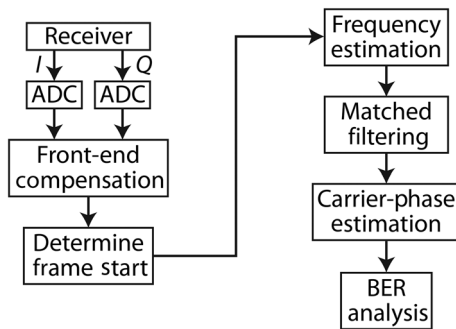 Receiver
I
Q
ADC
ADC
Front-end
compensation
Determine
frame start
Frequency
estimation
Matched
filtering
Carrier-phase
estimation
BER
analysis